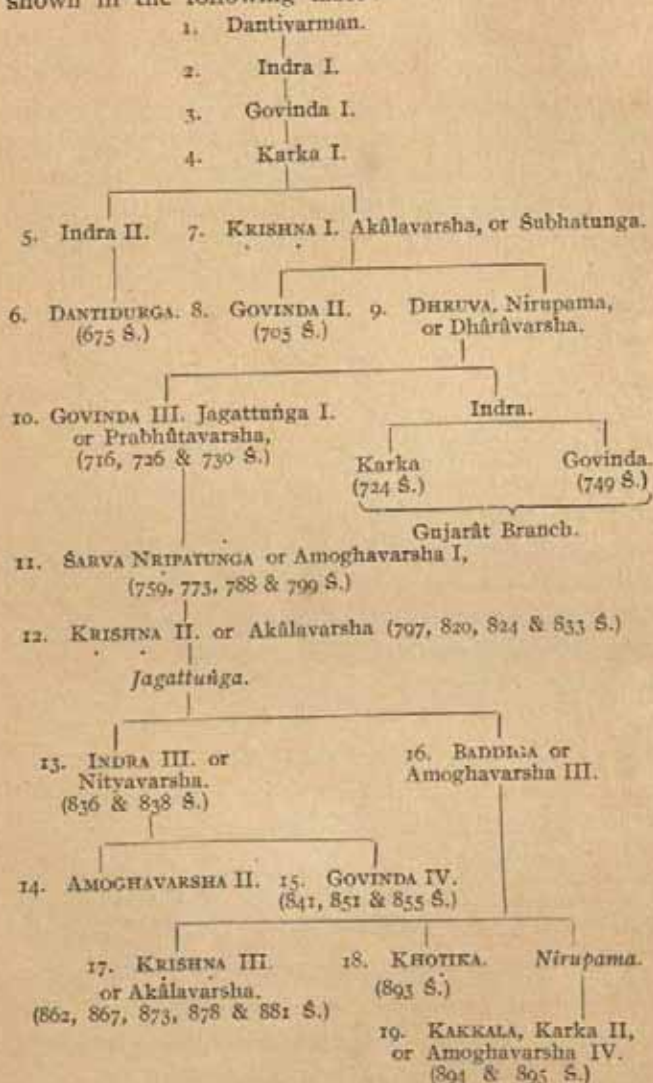 shown in the following
1. Dantivarman.
2. Indra I.
3. Govinda I.
4. Karka I.
5. Indra II. 7. KRISHNA I. Akâlavarsha, or Śubhatunga.
6. DANTIDURGA. 8. GOVINDA II. 9. DHRUVA, Nirupama,
(675 Ś.) (705 Ś.) or Dhârâvarsha.
10. GOVINDA III. Jagattuṅga I. Indra.
or Prabhûtavarsha,
(716, 726 & 730 Ś.) Karka Govinda.
(724 Ś.) (749 Ś.)
Gujarât Branch.
11. ŚARVA NRIPATUNGA or Amoghavarsha I,
(759, 773, 788 & 799 Ś.)
12. KRISHNA II. or Akâlavarsha (797, 820, 824 & 833 Ś.)
Jagattuṅga.
13. INDRA III. or 16. BADDIGA or
Nityavarsha. Amoghavarsha III.
(836 & 838 Ś.)
14. AMOGHAVARSHA II. 15. GOVINDA IV.
(841, 851 & 855 Ś.)
17. KRISHNA III. 18. KHOTIKA. Nirupama.
or Akâlavarsha. (893 Ś.)
(862, 867, 873, 878 & 881 Ś.)
19. KAKKALA, Karka II,
or Amoghavarsha IV.
(894 & 895 Ś.)